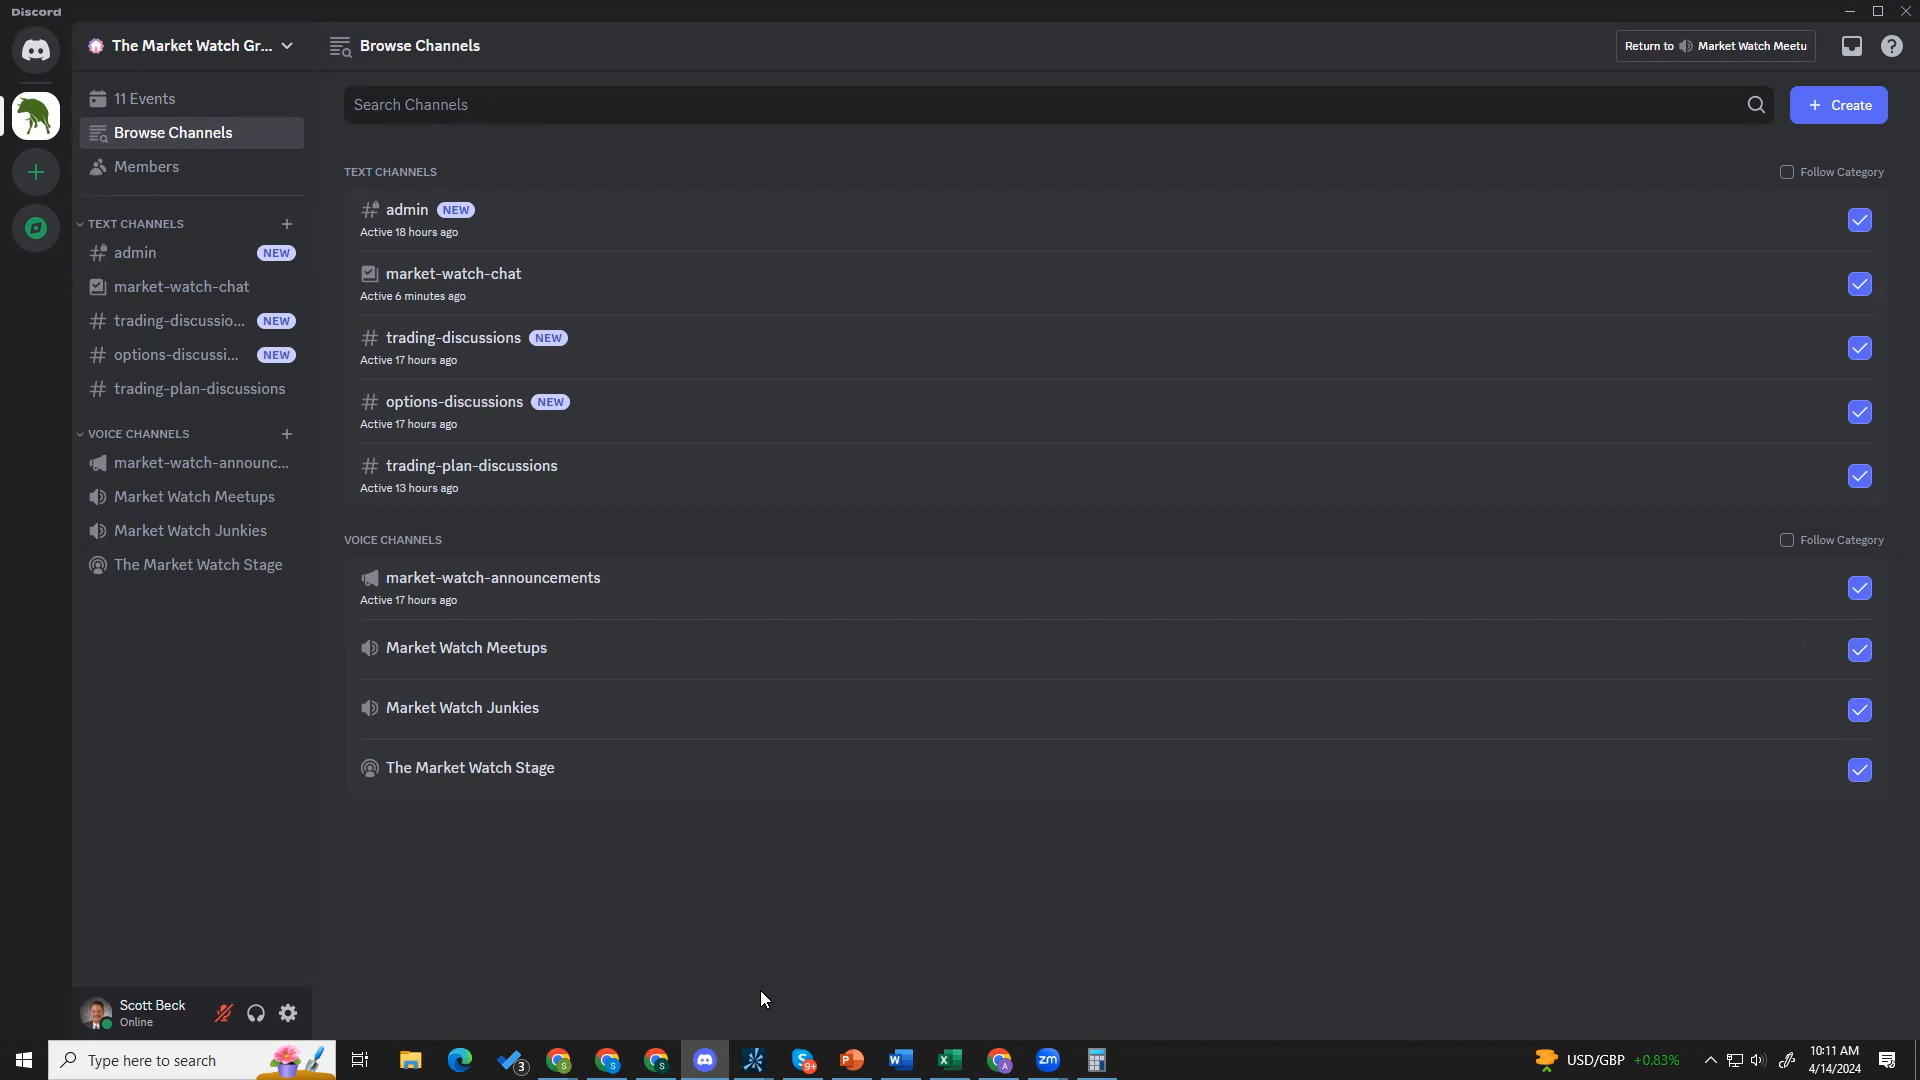 Discord
The Market Watch Gr...
Browse Channels
Return to Market Watch Meetu
11 Events
Browse Channels
Members
TEXT CHANNELS
admin NEW
market-watch-chat
trading-discussio... NEW
options-discussi... NEW
trading-plan-discussions
VOICE CHANNELS
market-watch-announc...
Market Watch Meetups
Market Watch Junkies
The Market Watch Stage
Scott Beck
Online
Search Channels
Create
TEXT CHANNELS
Follow Category
admin NEW
Active 18 hours ago
market-watch-chat
Active 6 minutes ago
trading-discussions NEW
Active 17 hours ago
options-discussions NEW
Active 17 hours ago
trading-plan-discussions
Active 13 hours ago
VOICE CHANNELS
Follow Category
market-watch-announcements
Active 17 hours ago
Market Watch Meetups
Market Watch Junkies
The Market Watch Stage
Type here to search
3
S
S
S
9+
P
W
X
A
zm
USD/GBP +0.83%
10:11 AM
4/14/2024